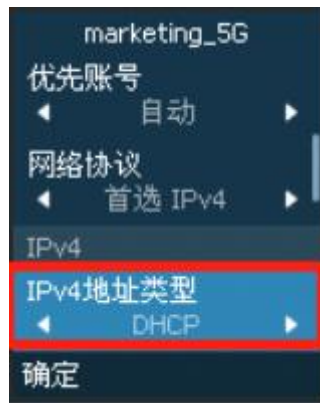 marketing_5G
优先账号
自动
网络协议
首选 IPv4
IPv4
IPv4地址类型
DHCP
确定